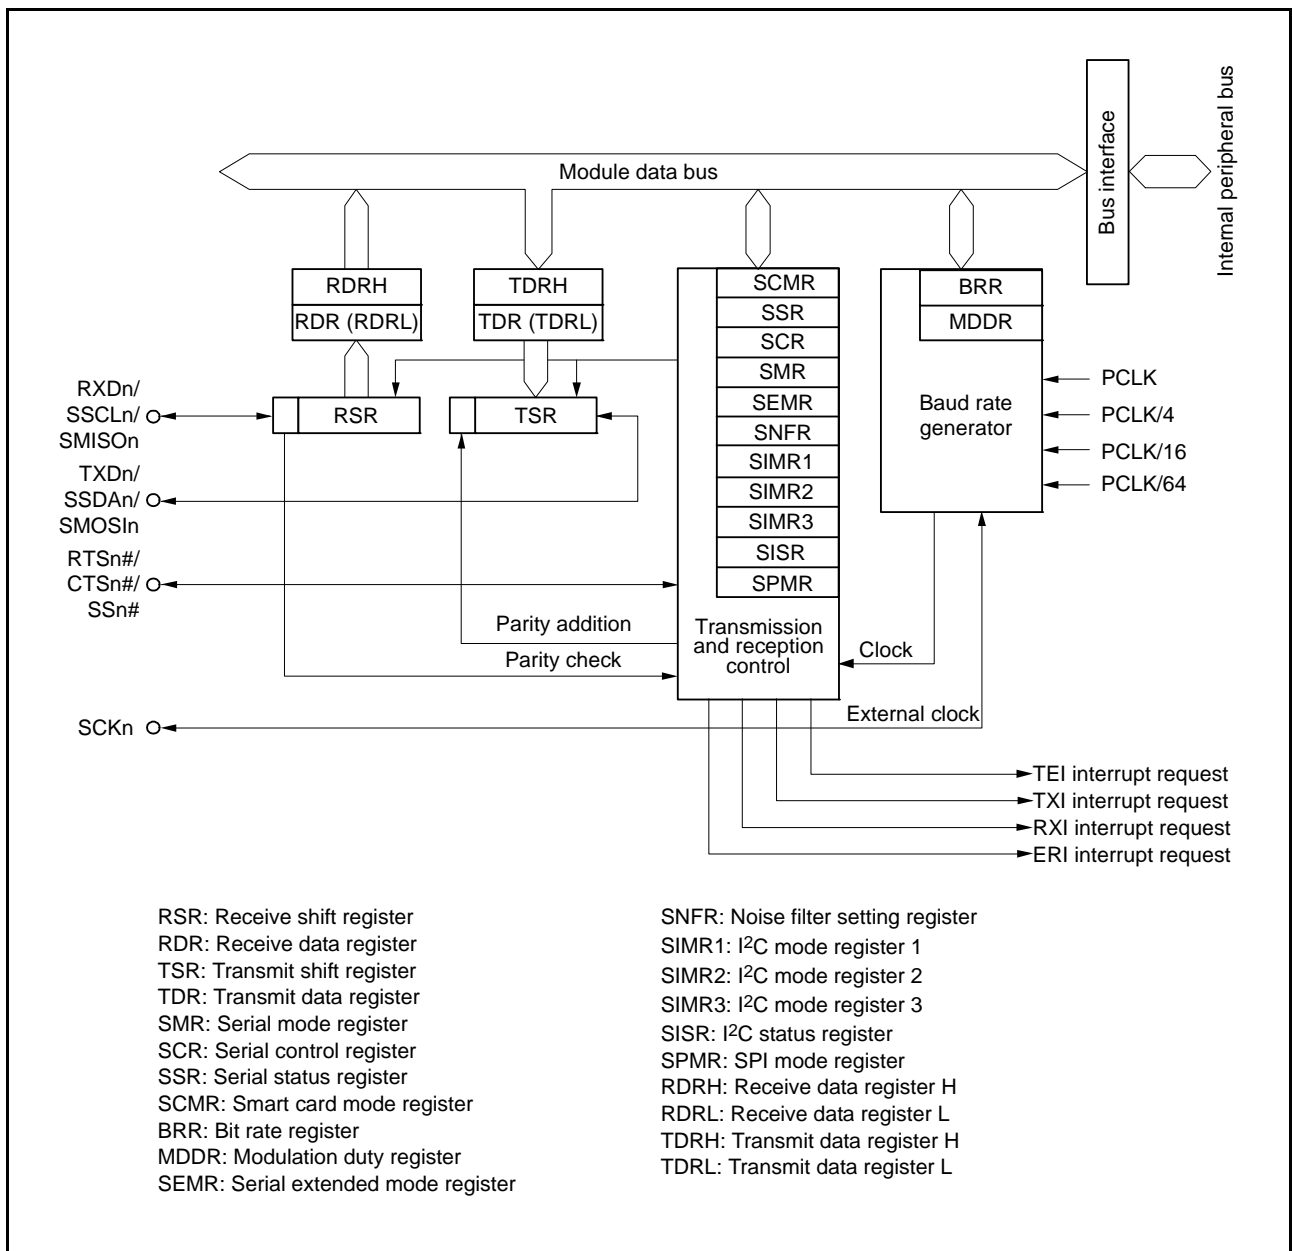 Module data bus
Bus interface
Internal peripheral bus
RDRH
RDR (RDRL)
TDRH
TDR (TDRL)
SCMR
SSR
SCR
SMR
SEMR
SNFR
SIMR1
SIMR2
SIMR3
SISR
SPMR
Transmission
and reception
control
BRR
MDDR
Baud rate
generator
PCLK
PCLK/4
PCLK/16
PCLK/64
RXDn/
SSCLn/
SMISOn
RSR
TSR
TXDn/
SSDAn/
SMOSIn
RTSn#/
CTSn#/
SSn#
Parity addition
Parity check
Clock
External clock
SCKn
TEI interrupt request
TXI interrupt request
RXI interrupt request
ERI interrupt request
RSR: Receive shift register
RDR: Receive data register
TSR: Transmit shift register
TDR: Transmit data register
SMR: Serial mode register
SCR: Serial control register
SSR: Serial status register
SCMR: Smart card mode register
BRR: Bit rate register
MDDR: Modulation duty register
SEMR: Serial extended mode register
SNFR: Noise filter setting register
SIMR1: I²C mode register 1
SIMR2: I²C mode register 2
SIMR3: I²C mode register 3
SISR: I²C status register
SPMR: SPI mode register
RDRH: Receive data register H
RDRL: Receive data register L
TDRH: Transmit data register H
TDRL: Transmit data register L